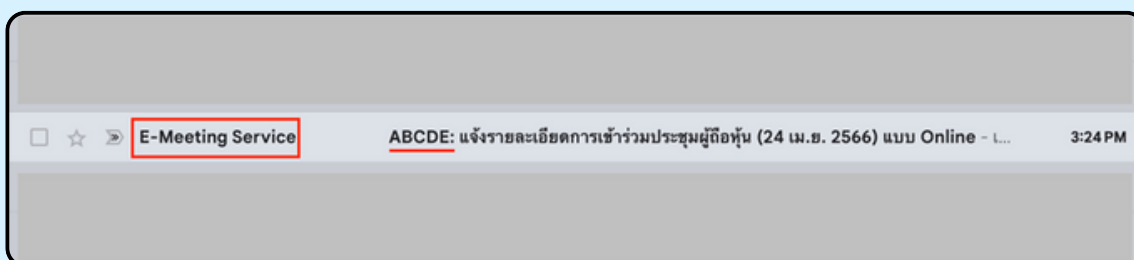 E-Meeting Service ABCDE: แจ้งรายละเอียดการเข้าร่วมประชุมผู้ถือหุ้น (24 เม.ย. 2566) แบบ Online - เ... 3:24 PM